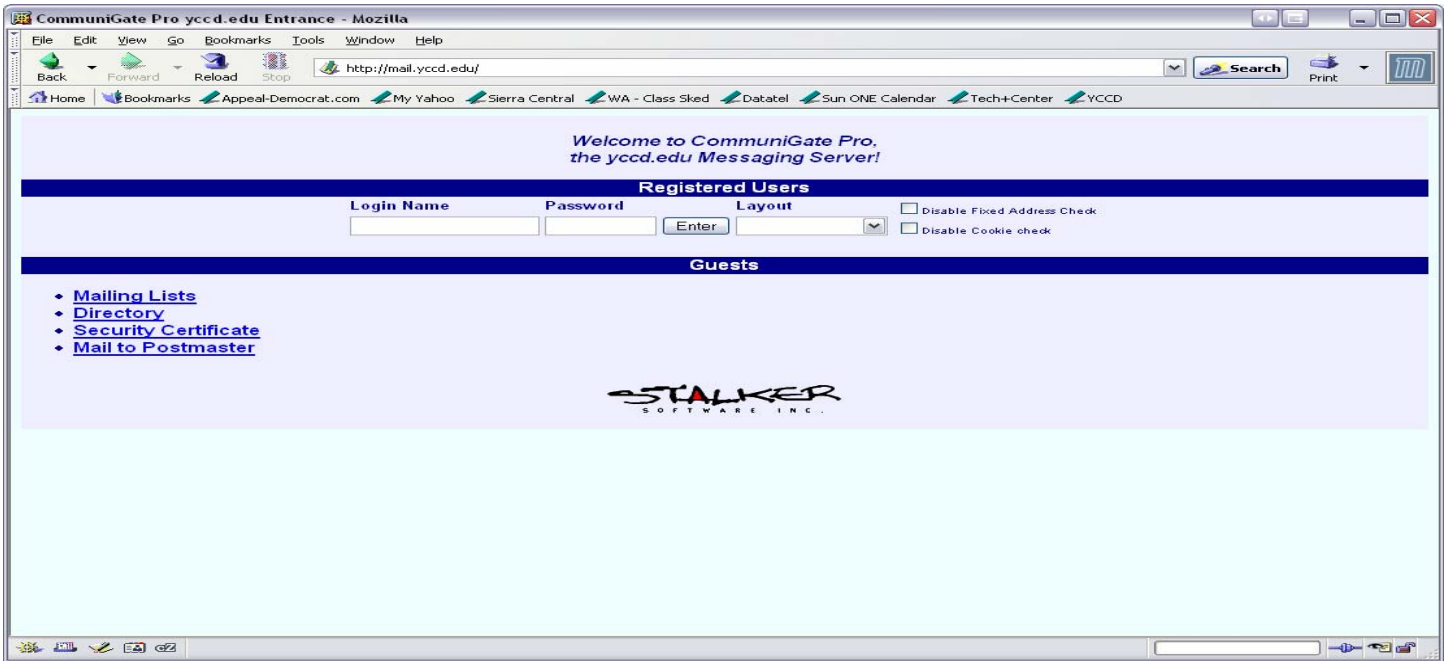 CommuniGate Pro yccd.edu Entrance - Mozilla
File Edit View Go Bookmarks Tools Window Help
Back Forward Reload Stop http://mail.yccd.edu/ Search Print
Home Bookmarks Appeal-Democrat.com My Yahoo Sierra Central WA - Class Sked Datatel Sun ONE Calendar Tech+Center YCCD
Welcome to CommuniGate Pro,
the yccd.edu Messaging Server!
Registered Users
Login Name Password Layout Disable Fixed Address Check
Enter Disable Cookie check
Guests
Mailing Lists
Directory
Security Certificate
Mail to Postmaster
STALKER
SOFTWARE INC.